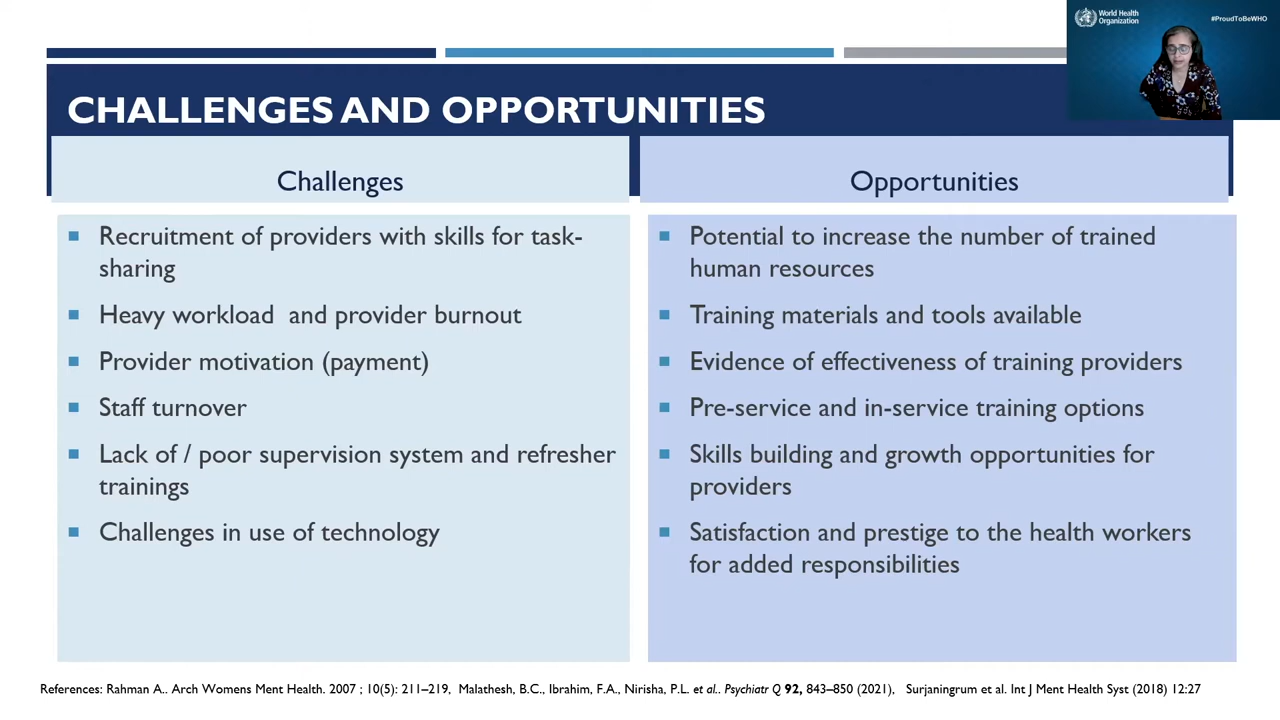 World Health
Organization
#ProudToBeWHO
CHALLENGES AND OPPORTUNITIES
Challenges
Recruitment of providers with skills for task-
sharing
Heavy workload  and provider burnout
Provider motivation (payment)
Staff turnover
Lack of / poor supervision system and refresher
trainings
Challenges in use of technology
Opportunities
Potential to increase the number of trained
human resources
Training materials and tools available
Evidence of effectiveness of training providers
Pre-service and in-service training options
Skills building and growth opportunities for
providers
Satisfaction and prestige to the health workers
for added responsibilities
References: Rahman A.. Arch Womens Ment Health. 2007 ; 10(5): 211–219,  Malathesh, B.C., Ibrahim, F.A., Nirisha, P.L. et al.. Psychiatr Q 92, 843–850 (2021),   Surjaningrum et al. Int J Ment Health Syst (2018) 12:27